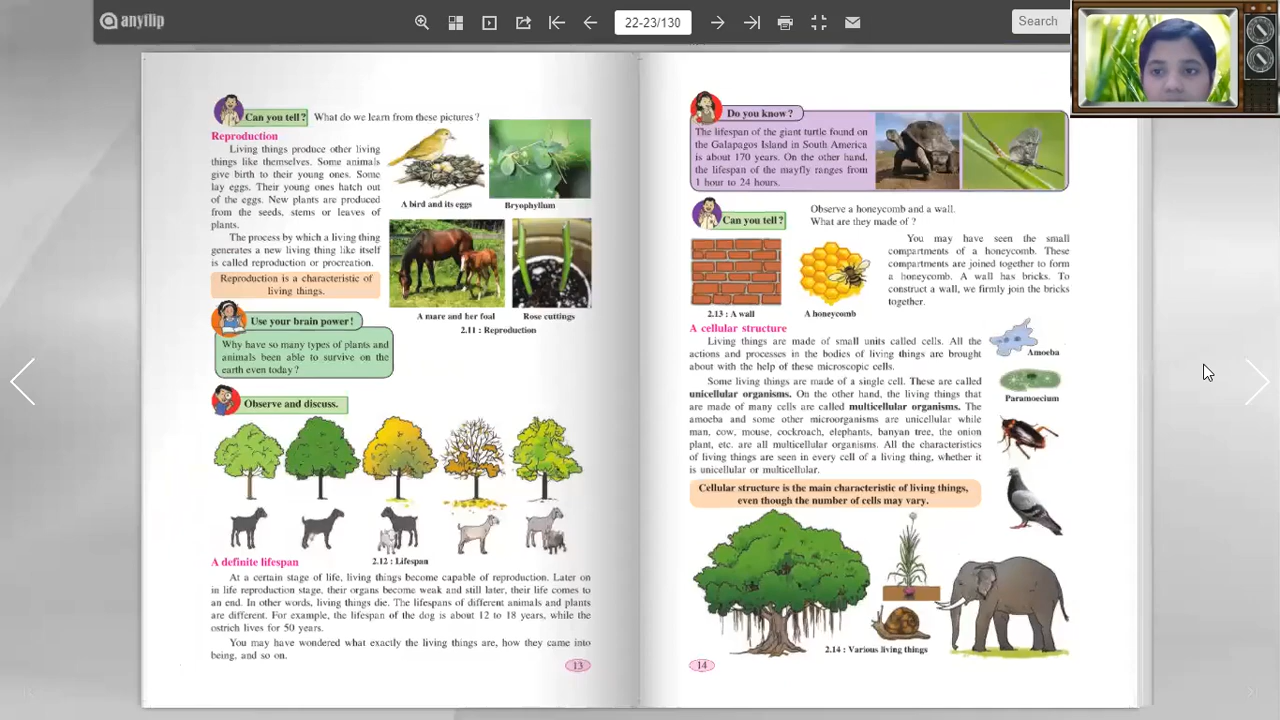 anyflip
22-23/130
Search
Can you tell? What do we learn from these pictures ?
Reproduction
Living things produce other living
things like themselves. Some animals
give birth to their young ones. Some
lay eggs. Their young ones hatch out
of the eggs. New plants are produced
from the seeds, stems or leaves of
plants.
The process by which a living thing
generates a new living thing like itself
is called reproduction or procreation.
Reproduction is a characteristic of
living things.
A bird and its eggs
Bryophyllum
A mare and her foal
Rose cuttings
2.11 : Reproduction
Use your brain power!
Why have so many types of plants and
animals been able to survive on the
earth even today ?
Observe and discuss.
2.12 : Lifespan
A definite lifespan
At a certain stage of life, living things become capable of reproduction. Later on
in life reproduction stage, their organs become weak and still later, their life comes to
an end. In other words, living things die. The lifespans of different animals and plants
are different. For example, the lifespan of the dog is about 12 to 18 years, while the
ostrich lives for 50 years.
You may have wondered what exactly the living things are, how they came into
being, and so on.
13
Do you know?
The lifespan of the giant turtle found on
the Galapagos Island in South America
is about 170 years. On the other hand,
the lifespan of the mayfly ranges from
1 hour to 24 hours.
Can you tell?
Observe a honeycomb and a wall.
What are they made of ?
You may have seen the small
compartments of a honeycomb. These
compartments are joined together to form
a honeycomb. A wall has bricks. To
construct a wall, we firmly join the bricks
together.
2.13 : A wall
A honeycomb
A cellular structure
Living things are made of small units called cells. All the
actions and processes in the bodies of living things are brought
about with the help of these microscopic cells.
Some living things are made of a single cell. These are called
unicellular organisms. On the other hand, the living things that
are made of many cells are called multicellular organisms. The
amoeba and some other microorganisms are unicellular while
man, cow, mouse, cockroach, elephants, banyan tree, the onion
plant, etc. are all multicellular organisms. All the characteristics
of living things are seen in every cell of a living thing, whether it
is unicellular or multicellular.
Amoeba
Paramoecium
Cellular structure is the main characteristic of living things,
even though the number of cells may vary.
2.14 : Various living things
14